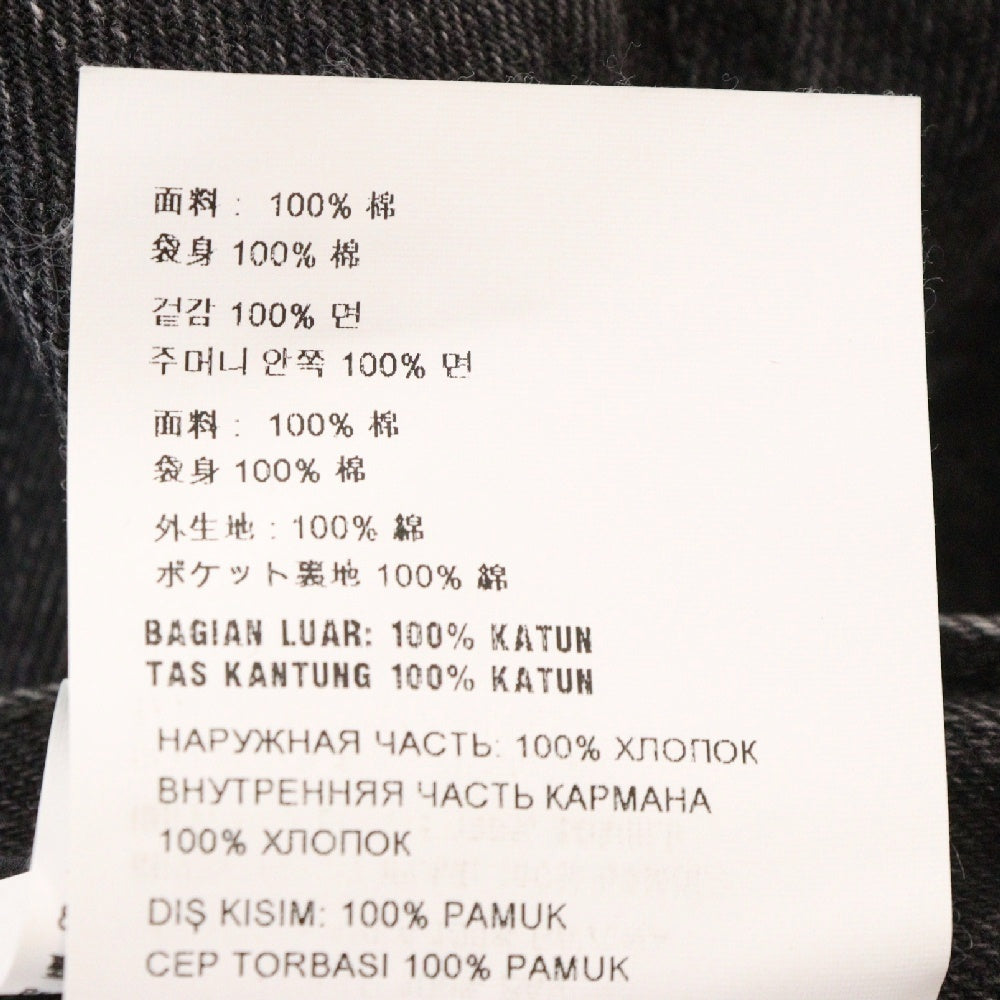 面料： 100% 棉
袋身 100% 棉
겉감 100% 면
주머니 안쪽 100% 면
面料： 100% 棉
袋身 100% 棉
外生地：100% 綿
ポケット裏地 100% 綿
BAGIAN LUAR: 100% KATUN
TAS KANTUNG 100% KATUN
НАРУЖНАЯ ЧАСТЬ: 100% ХЛОПОК
ВНУТРЕННЯЯ ЧАСТЬ КАРМАНА
100% ХЛОПОК
DIŞ KISIM: 100% PAMUK
CEP TORBASI 100% PAMUK